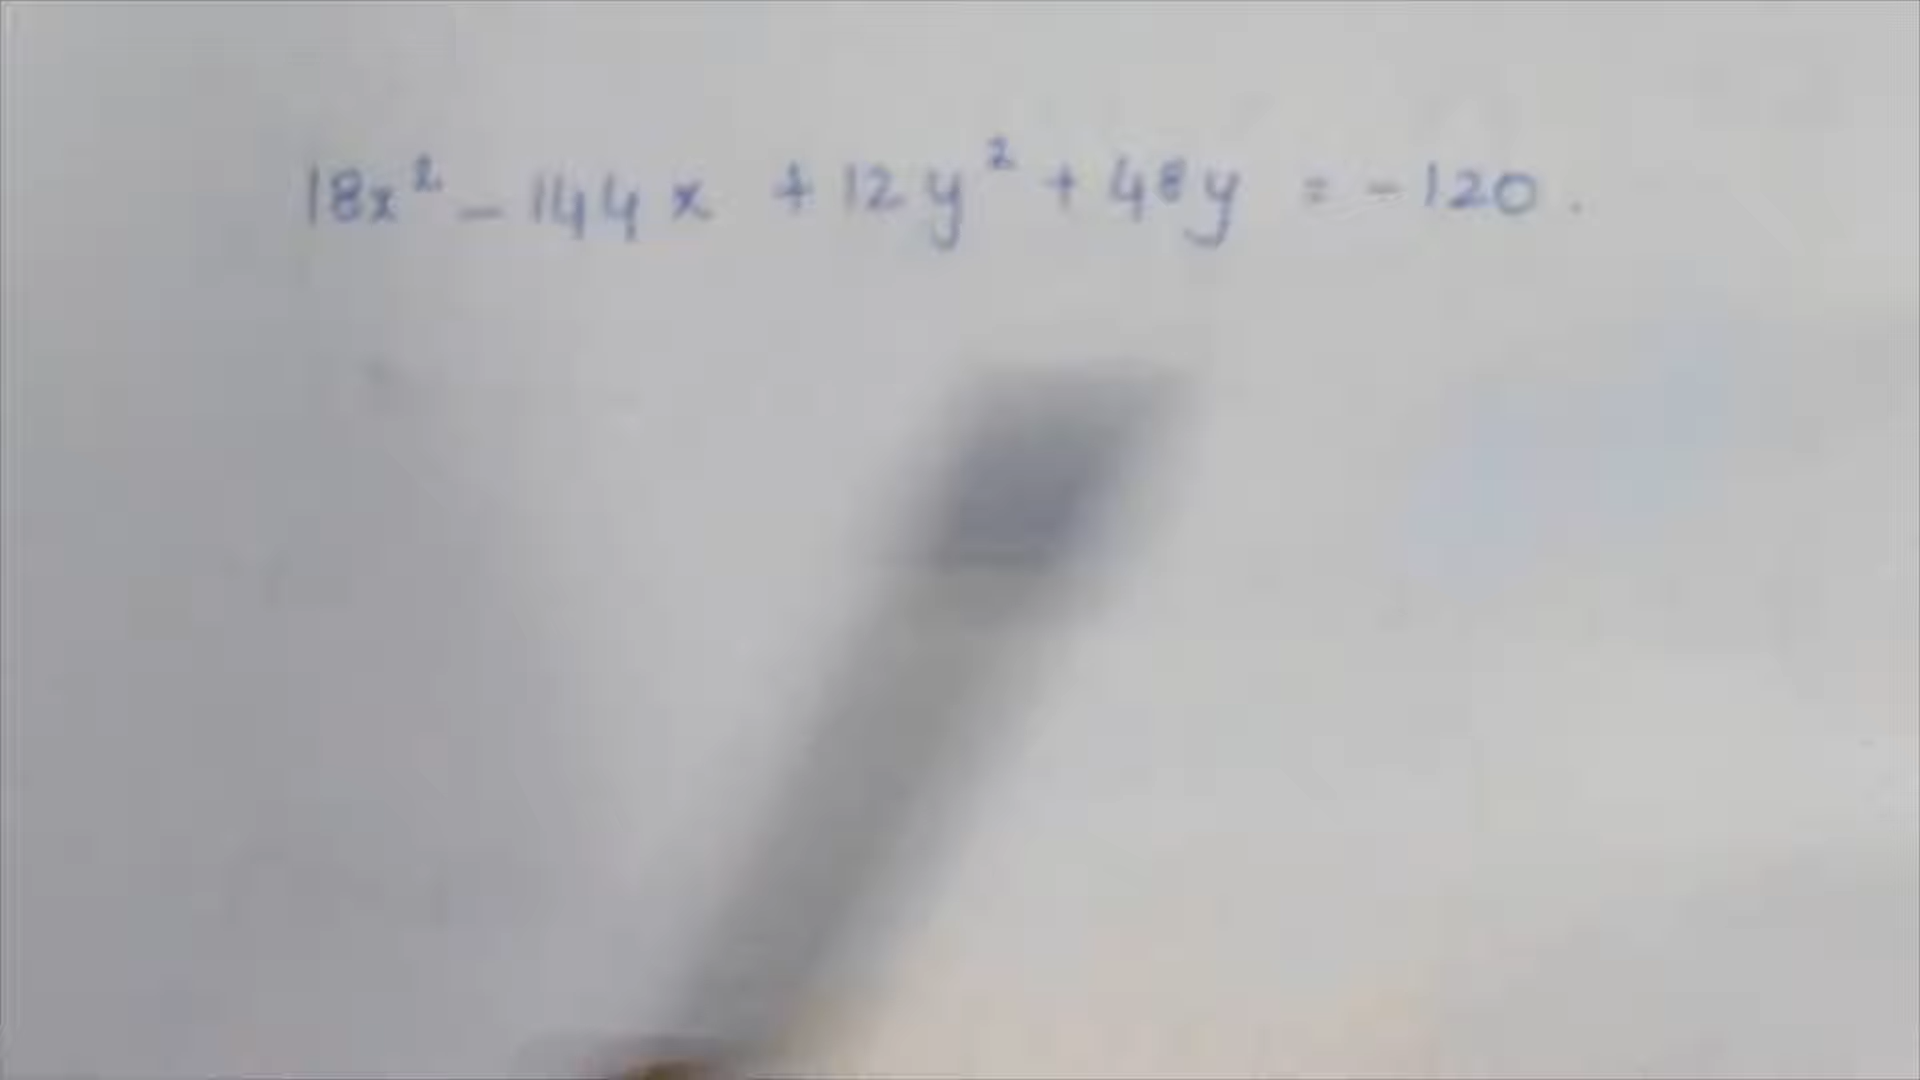 18x² - 144x + 12y² + 48y = -120.